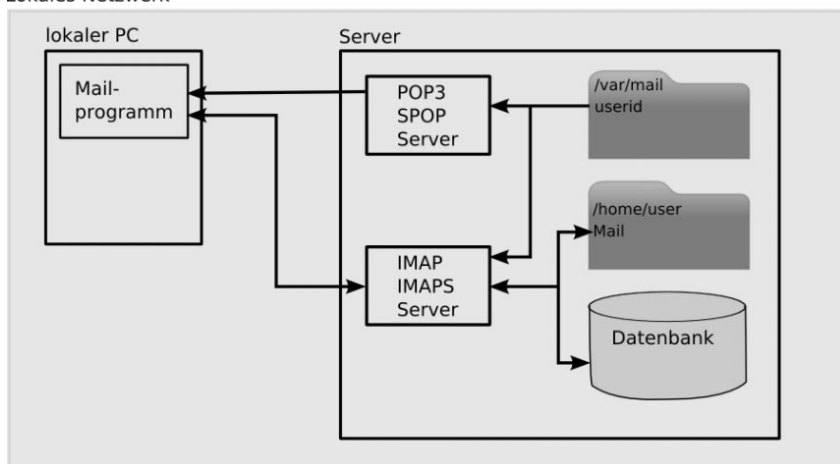 Lokales Netzwerk
lokaler PC
Server
Mail-
programm
POP3
SPOP
Server
/var/mail
userid
/home/user
Mail
IMAP
IMAPS
Server
Datenbank